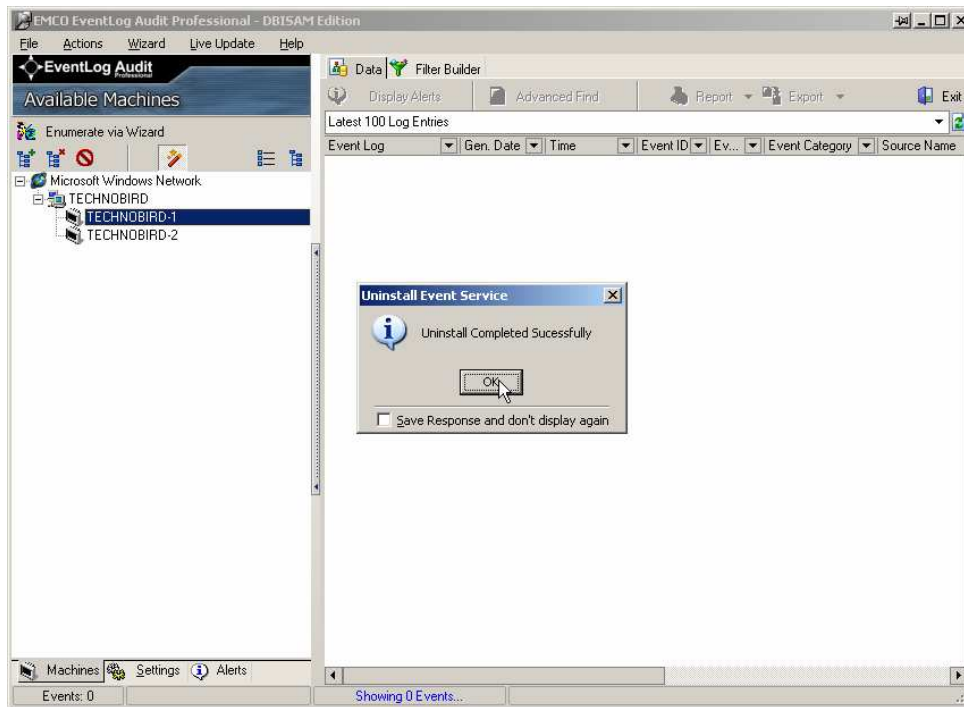 EMCO EventLog Audit Professional - DBISAM Edition
File Actions Wizard Live Update Help
EventLog Audit
Professional
Available Machines
Enumerate via Wizard
Microsoft Windows Network
TECHNOBIRD
TECHNOBIRD-1
TECHNOBIRD-2
Machines Settings Alerts
Events: 0
Data Filter Builder
Display Alerts Advanced Find Report Export Exit
Latest 100 Log Entries
Event Log Gen. Date Time Event ID Ev... Event Category Source Name
Uninstall Event Service
Uninstall Completed Sucessfully
OK
Save Response and don't display again
Showing 0 Events...